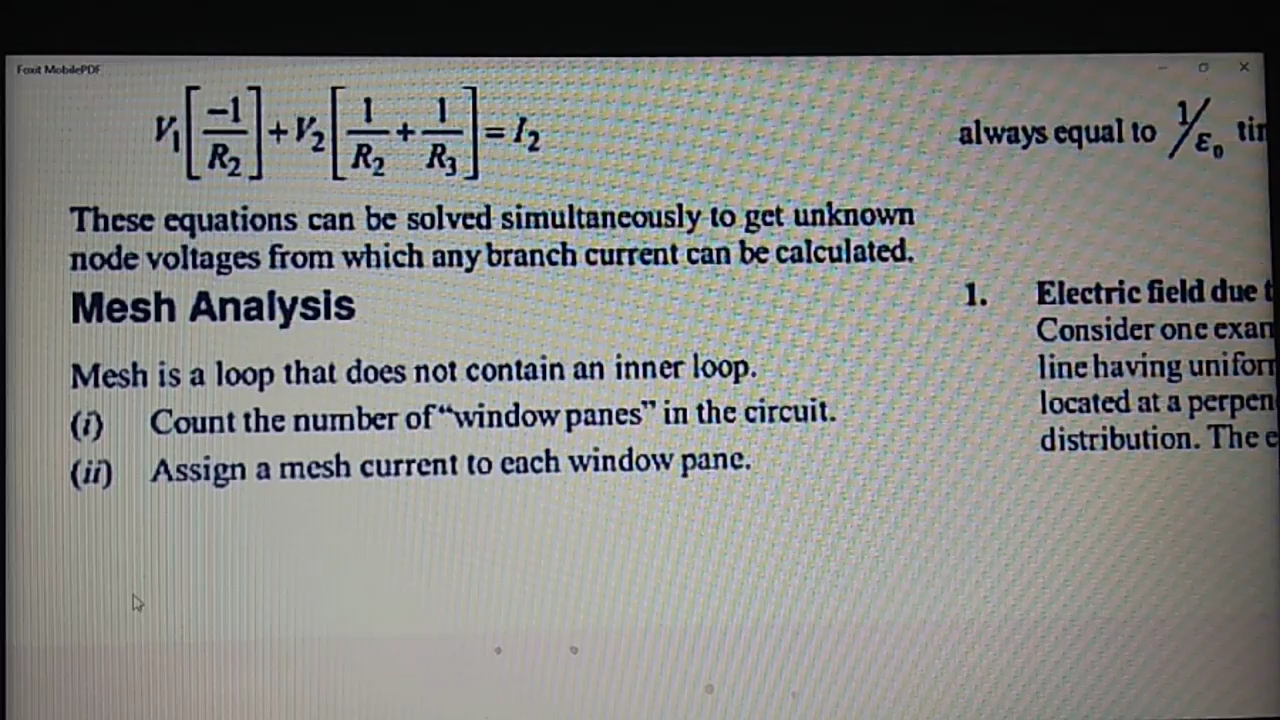 Foxit MobilePDF
V₁[-1/R₂] + V₂[1/R₂ + 1/R₃] = I₂
These equations can be solved simultaneously to get unknown
node voltages from which any branch current can be calculated.
Mesh Analysis
Mesh is a loop that does not contain an inner loop.
(i) Count the number of “window panes” in the circuit.
(ii) Assign a mesh current to each window pane.
always equal to 1/ε₀
1. Electric field due
Consider one
line having
located at a
distribution. The